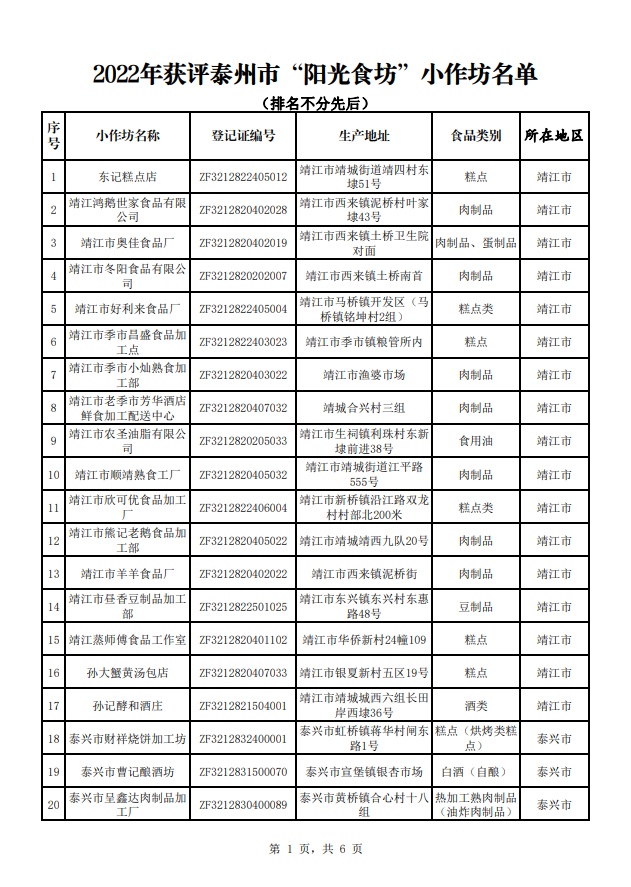 2022年获评泰州市“阳光食坊”小作坊名单
（排名不分先后）
序号 小作坊名称 登记证编号 生产地址 食品类别 所在地区
1 东记糕点店 ZF3212822405012 靖江市靖城街道靖四村东埭51号 糕点 靖江市
2 靖江鸿鹅世家食品有限公司 ZF3212820402028 靖江市西来镇泥桥村叶家埭43号 肉制品 靖江市
3 靖江市奥佳食品厂 ZF3212820402019 靖江市西来镇土桥卫生院对面 肉制品、蛋制品 靖江市
4 靖江市冬阳食品有限公司 ZF3212820202007 靖江市西来镇土桥南首 肉制品 靖江市
5 靖江市好利来食品厂 ZF3212822405004 靖江市马桥镇开发区（马桥镇铭坤村2组） 糕点类 靖江市
6 靖江市季市昌盛食品加工点 ZF3212822403023 靖江市季市镇粮管所内 糕点 靖江市
7 靖江市季市小灿熟食加工部 ZF3212820403022 靖江市渔婆市场 肉制品 靖江市
8 靖江市老季市芳华酒店鲜食加工配送中心 ZF3212820407032 靖城合兴村三组 肉制品 靖江市
9 靖江市农圣油脂有限公司 ZF3212820205033 靖江市生祠镇利珠村东新埭前进38号 食用油 靖江市
10 靖江市顺靖熟食工厂 ZF3212820405032 靖江市靖城街道江平路555号 肉制品 靖江市
11 靖江市欣可优食品加工厂 ZF3212822406004 靖江市新桥镇沿江路双龙村村部北200米 糕点类 靖江市
12 靖江市熊记老鹅食品加工部 ZF3212820405022 靖江市靖城靖西九队20号 肉制品 靖江市
13 靖江市羊羊食品厂 ZF3212820402022 靖江市西来镇泥桥街 肉制品 靖江市
14 靖江市昼香豆制品加工部 ZF3212822501025 靖江市东兴镇东兴村东惠路48号 豆制品 靖江市
15 靖江蒸师傅食品工作室 ZF3212820401102 靖江市华侨新村24幢109 糕点 靖江市
16 孙大蟹黄汤包店 ZF3212820407033 靖江市银夏新村五区19号 糕点 靖江市
17 孙记酵和酒庄 ZF3212821504001 靖江市靖城城西六组长田岸西埭36号 酒类 靖江市
18 泰兴市财祥烧饼加工坊 ZF3212832400001 泰兴市虹桥镇蒋华村闸东路1号 糕点（烘烤类糕点） 泰兴市
19 泰兴市曹记酿酒坊 ZF3212831500070 泰兴市宣堡镇银杏市场 白酒（自酿） 泰兴市
20 泰兴市呈鑫达肉制品加工厂 ZF3212830400089 泰兴市黄桥镇合心村十八组 热加工熟肉制品（油炸肉制品） 泰兴市
第 1 页，共 6 页